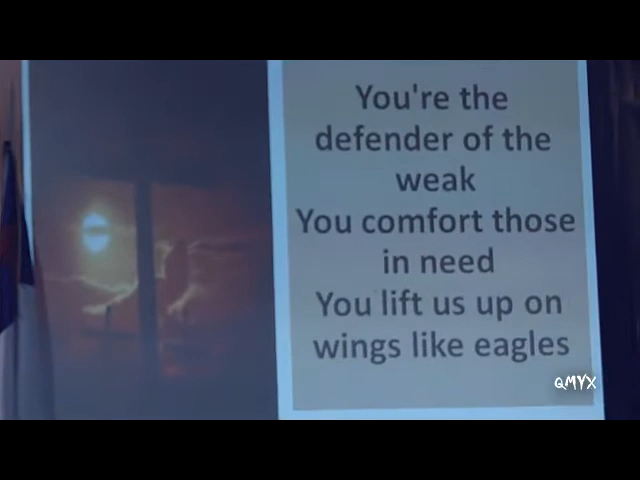 You're the
defender of the
weak
You comfort those
in need
You lift us up on
wings like eagles
QMYX